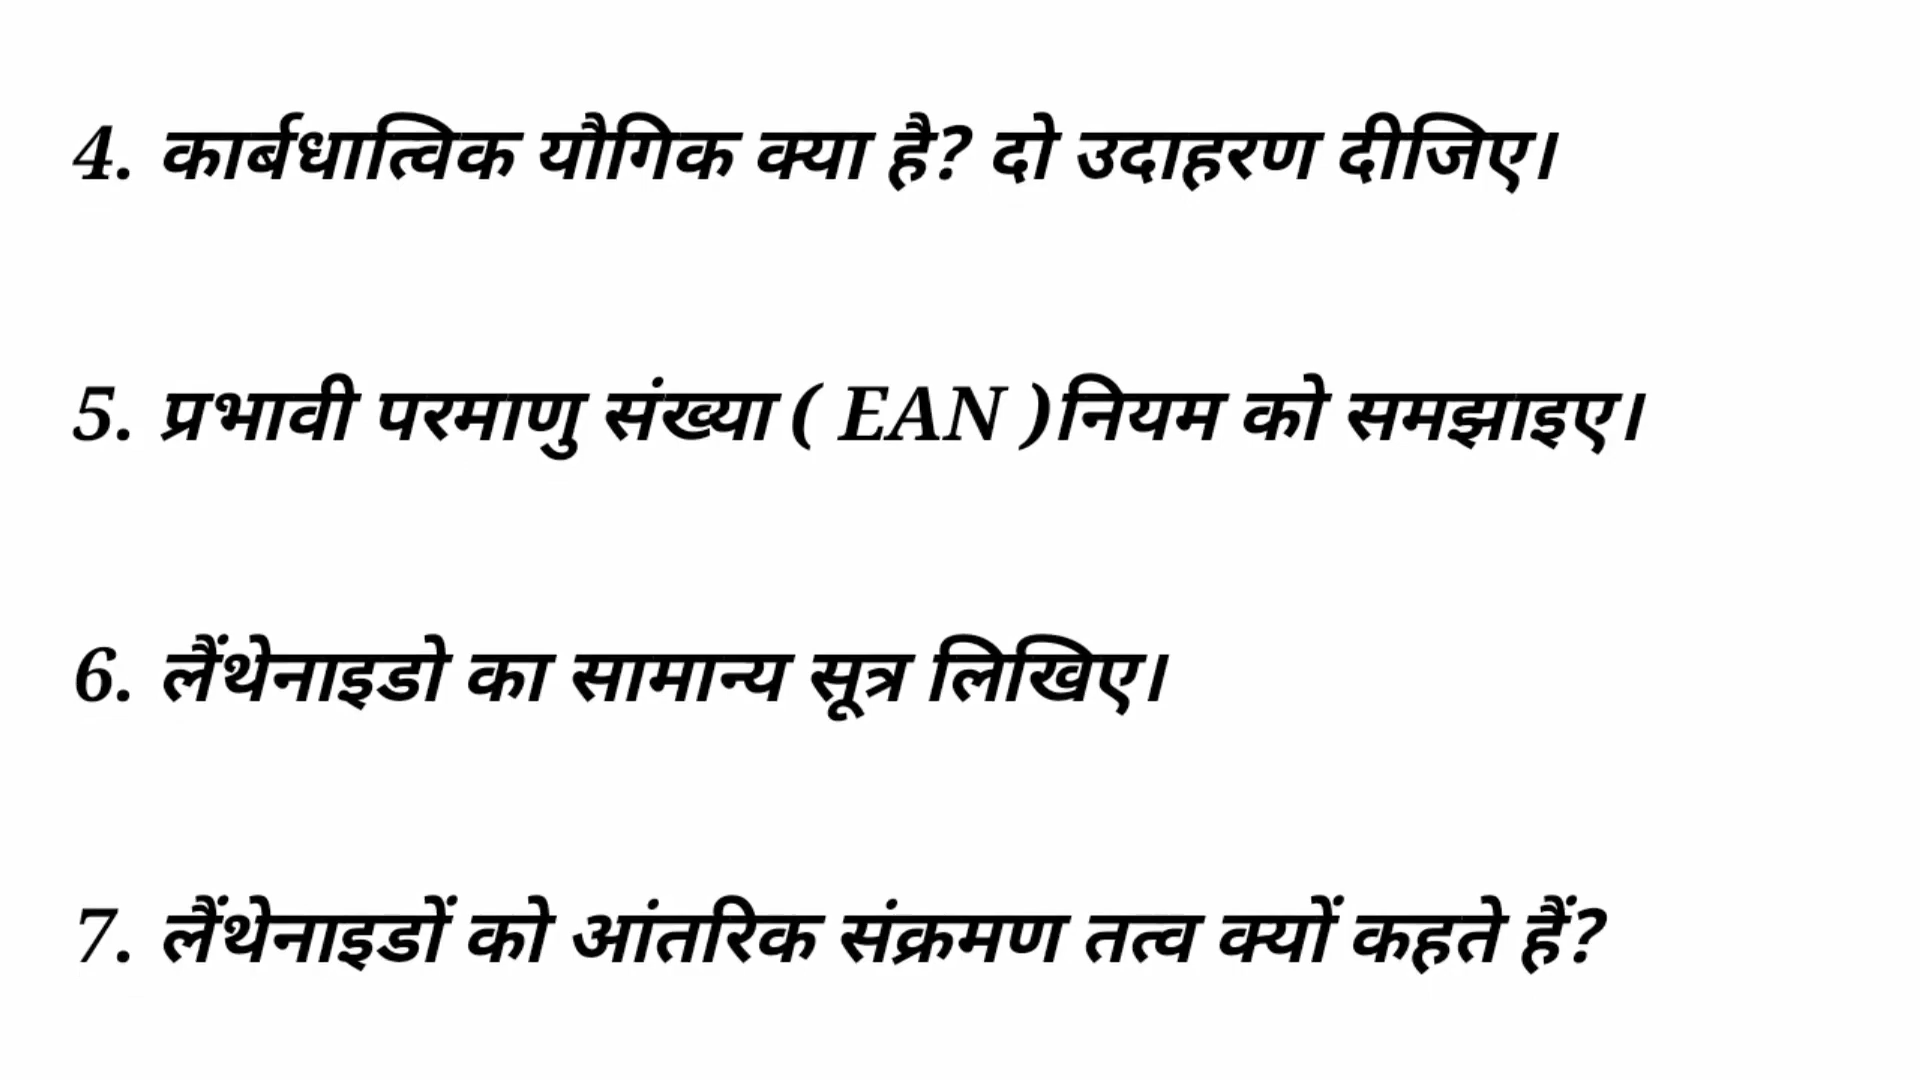 4. कार्बधात्विक यौगिक क्या है? दो उदाहरण दीजिए।
5. प्रभावी परमाणु संख्या ( EAN )नियम को समझाइए।
6. लैंथेनाइडो का सामान्य सूत्र लिखिए।
7. लैंथेनाइडों को आंतरिक संक्रमण तत्व क्यों कहते हैं?